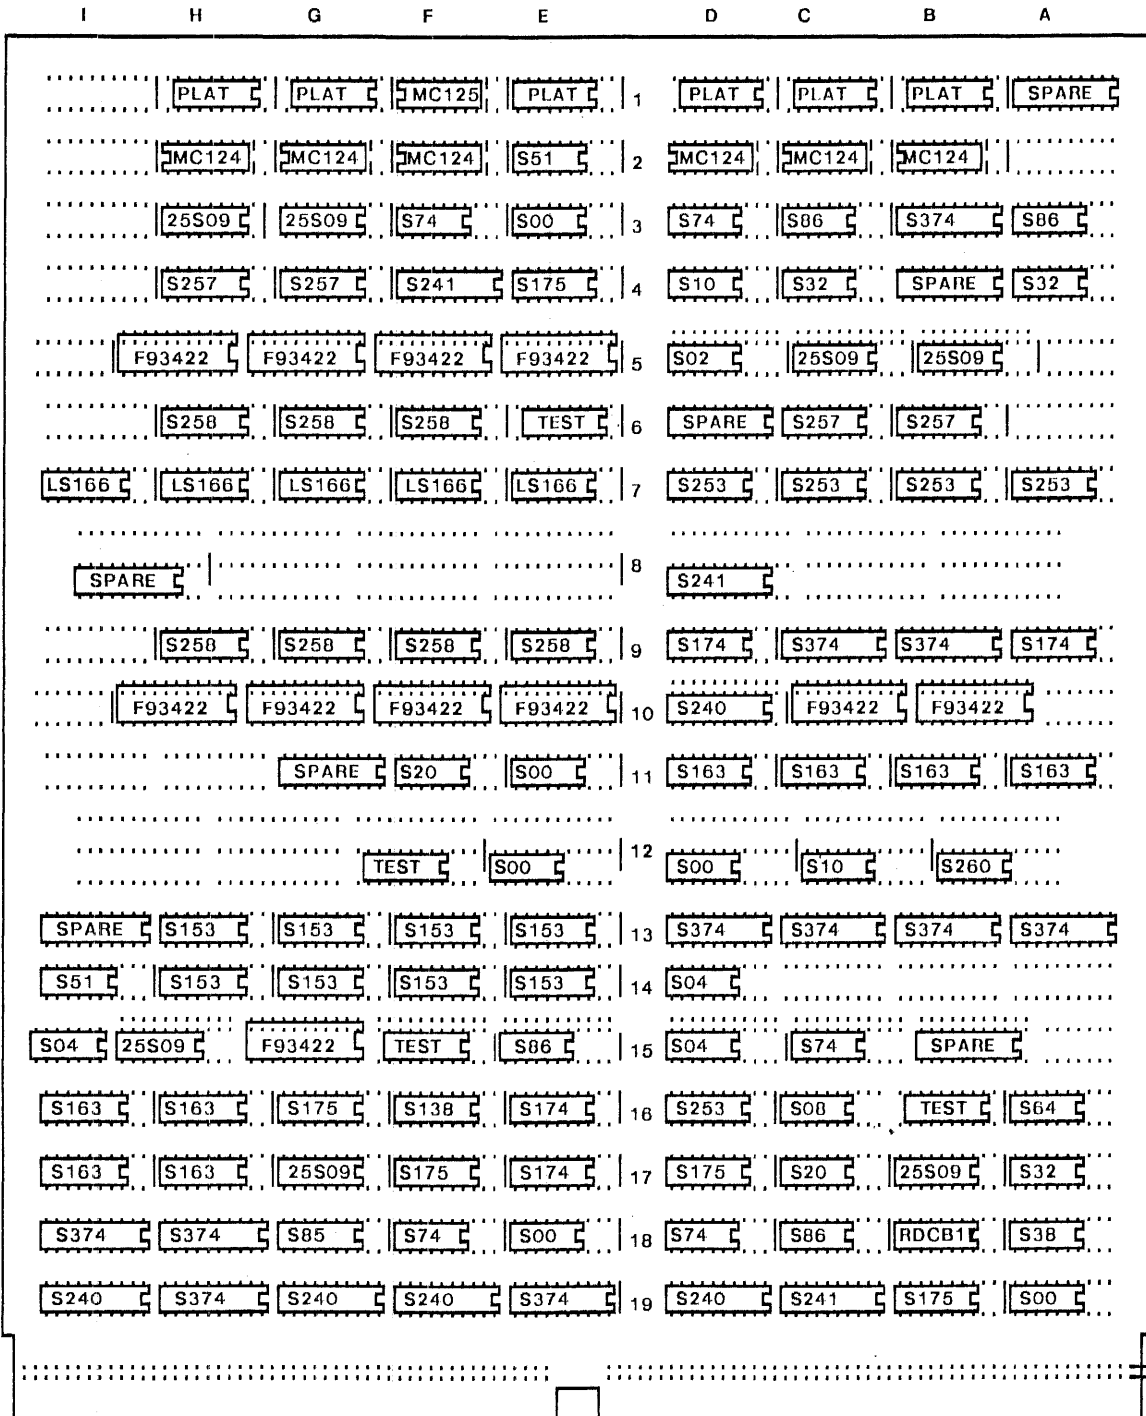 I H G F E D C B A
PLAT PLAT MC125 PLAT 1 PLAT PLAT PLAT SPARE
MC124 MC124 MC124 S51 2 MC124 MC124 MC124
25S09 25S09 S74 S00 3 S74 S86 S374 S86
S257 S257 S241 S175 4 S10 S32 SPARE S32
F93422 F93422 F93422 F93422 5 S02 25S09 25S09
S258 S258 S258 TEST 6 SPARE S257 S257
LS166 LS166 LS166 LS166 LS166 7 S253 S253 S253 S253
SPARE 8 S241
S258 S258 S258 S258 9 S174 S374 S374 S174
F93422 F93422 F93422 F93422 10 S240 F93422 F93422
SPARE S20 S00 11 S163 S163 S163 S163
TEST S00 12 S00 S10 S260
SPARE S153 S153 S153 S153 13 S374 S374 S374 S374
S51 S153 S153 S153 S153 14 S04
S04 25S09 F93422 TEST S86 15 S04 S74 SPARE
S163 S163 S175 S138 S174 16 S253 S08 TEST S64
S163 S163 25S09 S175 S174 17 S175 S20 25S09 S32
S374 S374 S85 S74 S00 18 S74 S86 RDCB1 S38
S240 S374 S240 S240 S374 19 S240 S241 S175 S00